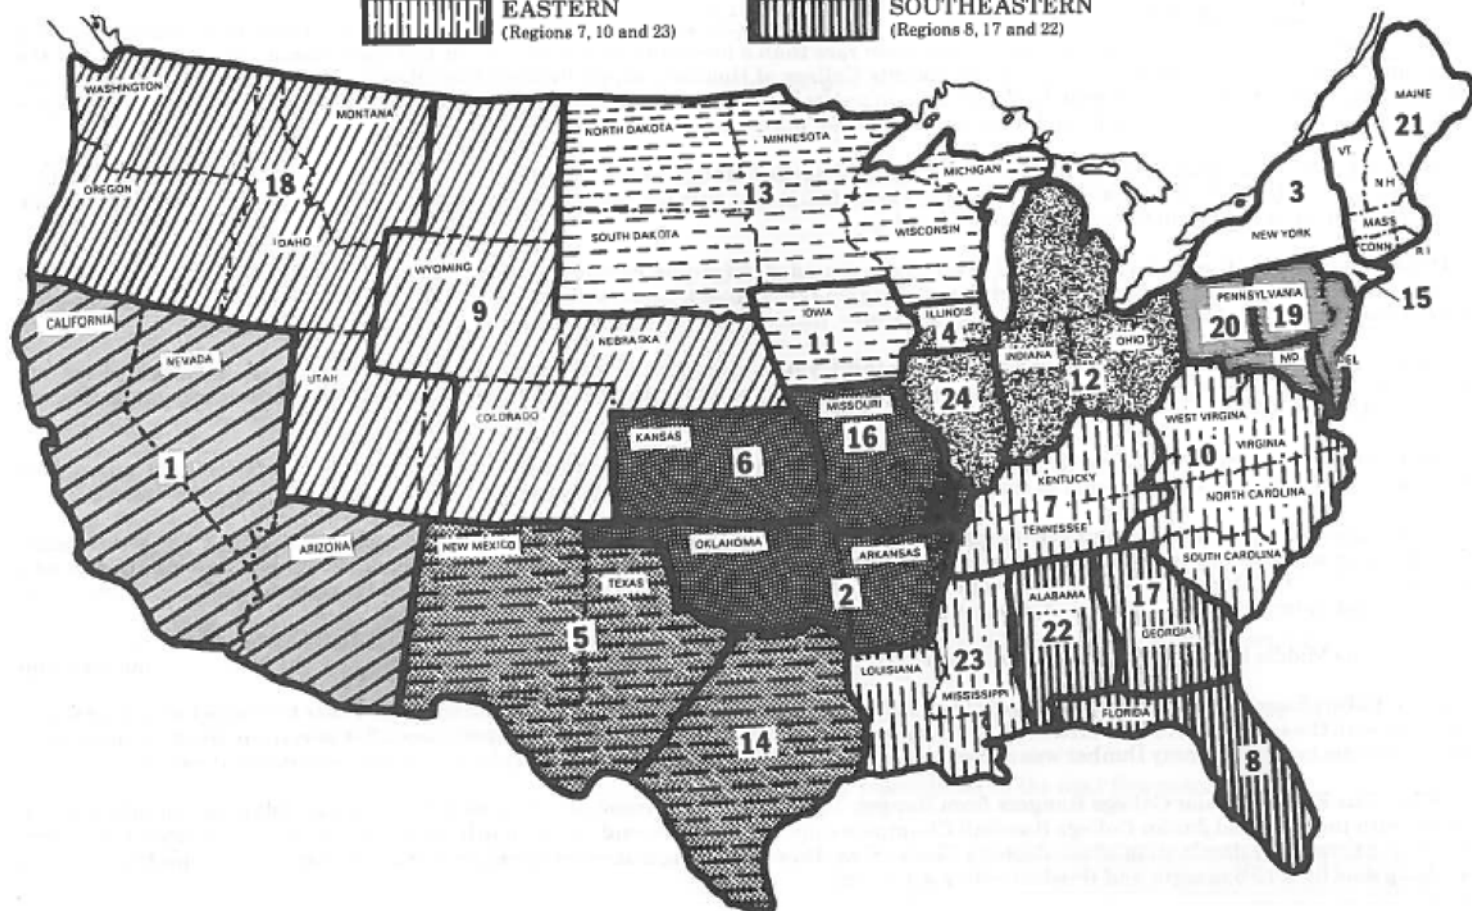 EASTERN
(Regions 7, 10 and 23)
SOUTHEASTERN
(Regions 8, 17 and 22)
WASHINGTON
MONTANA
NORTH DAKOTA
MINNESOTA
MICHIGAN
MAINE
21
VT.
N H
OREGON
18
IDAHO
13
SOUTH DAKOTA
WISCONSIN
3
NEW YORK
MASS
CONN
R I
WYOMING
9
CALIFORNIA
NEVADA
NEBRASKA
IOWA
11
ILLINOIS
4
INDIANA
OHIO
12
PENNSYLVANIA
20
19
15
MD
DEL
UTAH
COLORADO
24
MISSOURI
16
KANSAS
6
WEST VIRGINA
VIRGINIA
10
1
KENTUCKY
7
TENNESSEE
NORTH CAROLINA
SOUTH CAROLINA
ARIZONA
NEW MEXICO
OKLAHOMA
ARKANSAS
2
TEXAS
5
ALABAMA
22
17
GEORGIA
LOUISIANA
23
MISSISSIPPI
FLORIDA
14
8